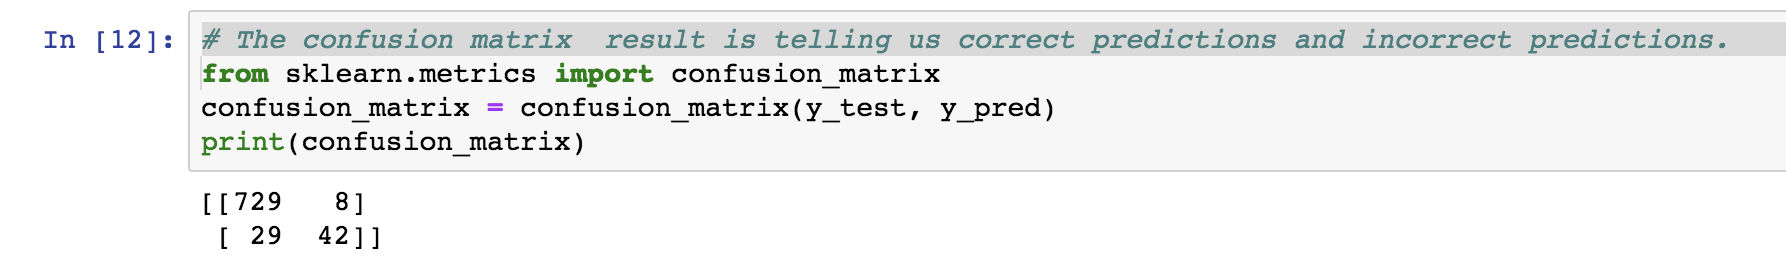 In [12]: # The confusion matrix  result is telling us correct predictions and incorrect predictions.
from sklearn.metrics import confusion_matrix
confusion_matrix = confusion_matrix(y_test, y_pred)
print(confusion_matrix)
[[729   8]
 [ 29  42]]